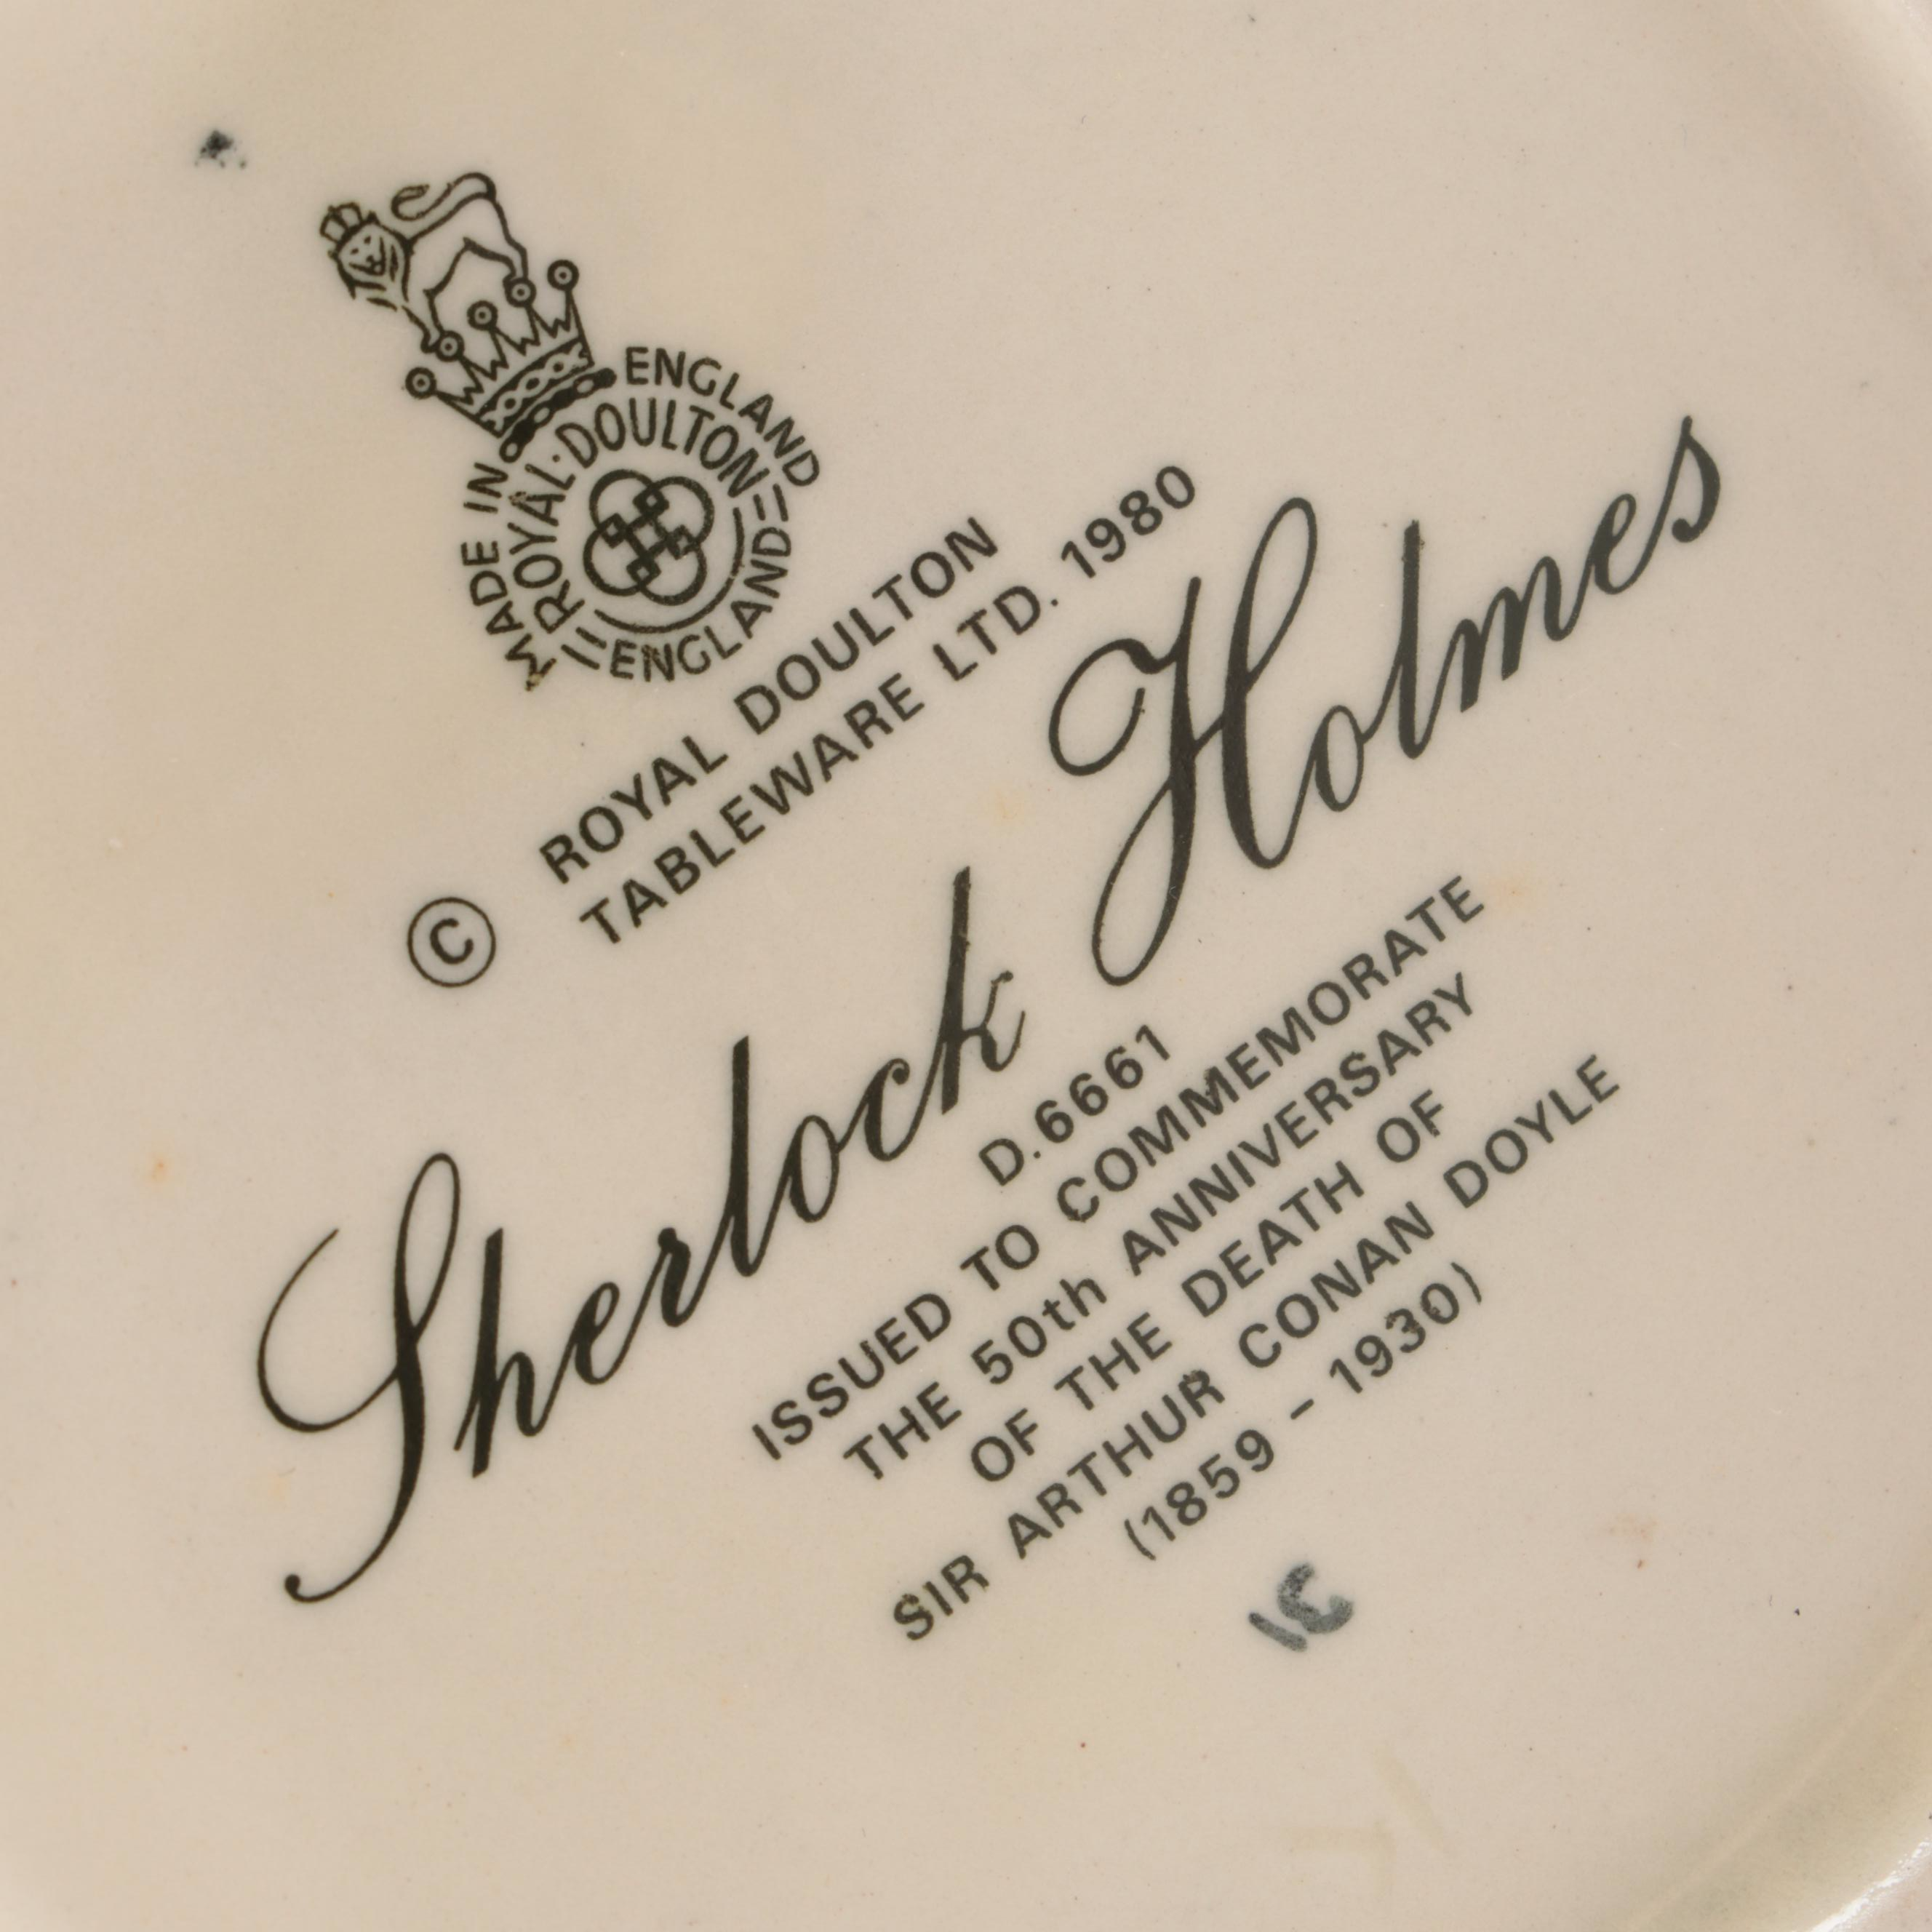 MADE IN ENGLAND
ROYAL·DOULTON
ENGLAND
© ROYAL DOULTON
TABLEWARE LTD. 1980
Sherlock Holmes
D.6661
ISSUED TO COMMEMORATE
THE 50th ANNIVERSARY
OF THE DEATH OF
SIR ARTHUR CONAN DOYLE
(1859 – 1930)